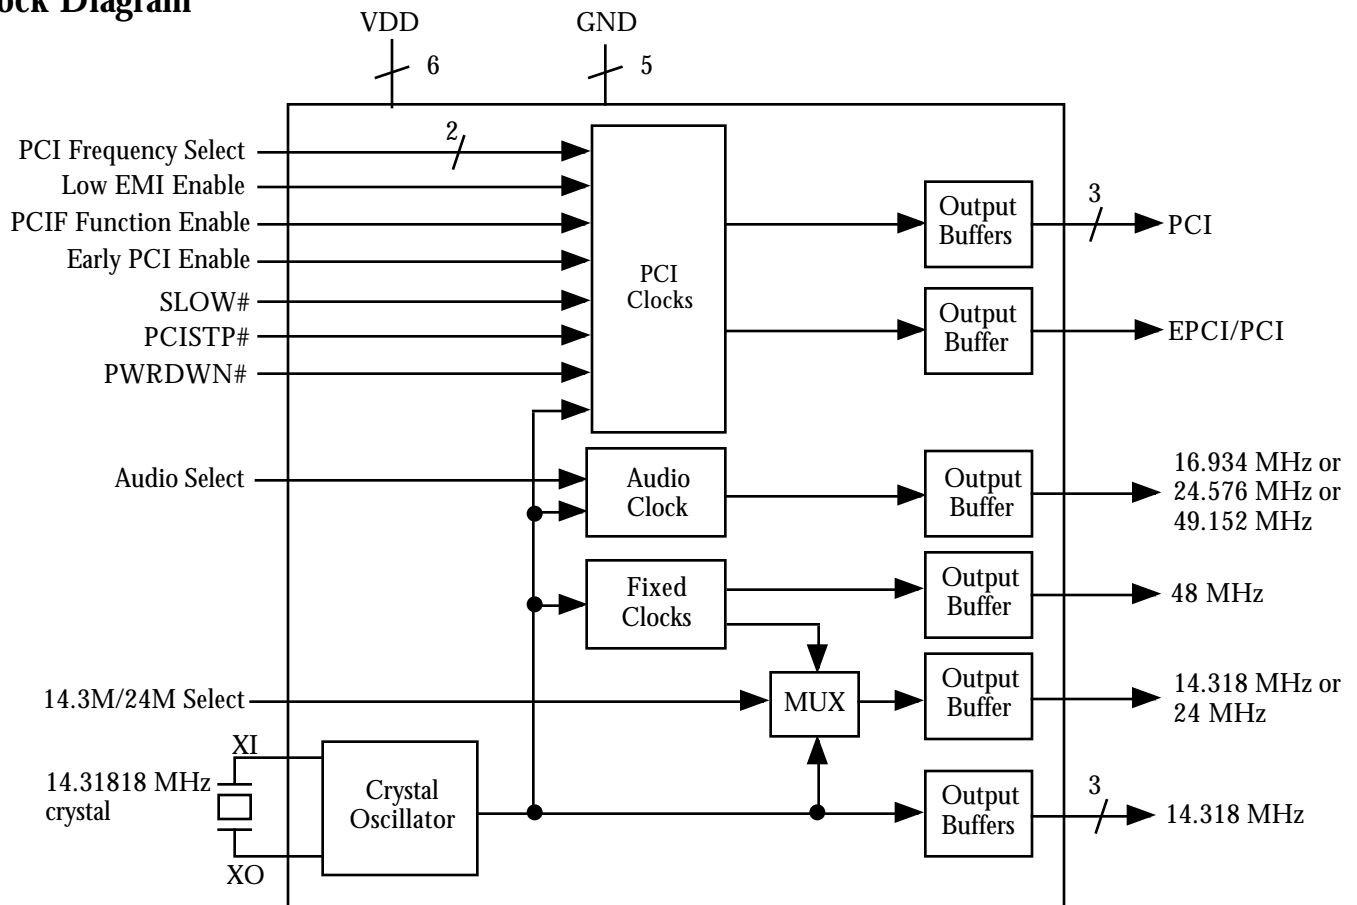 ock Diagram
VDD
GND
6
5
PCI Frequency Select
2
Low EMI Enable
PCIF Function Enable
Early PCI Enable
SLOW#
PCISTP#
PWRDWN#
PCI
Clocks
Output
Buffers
3
PCI
Output
Buffer
EPCI/PCI
Audio Select
Audio
Clock
Output
Buffer
16.934 MHz or
24.576 MHz or
49.152 MHz
Fixed
Clocks
Output
Buffer
48 MHz
14.3M/24M Select
MUX
Output
Buffer
14.318 MHz or
24 MHz
XI
14.31818 MHz
crystal
XO
Crystal
Oscillator
Output
Buffers
3
14.318 MHz